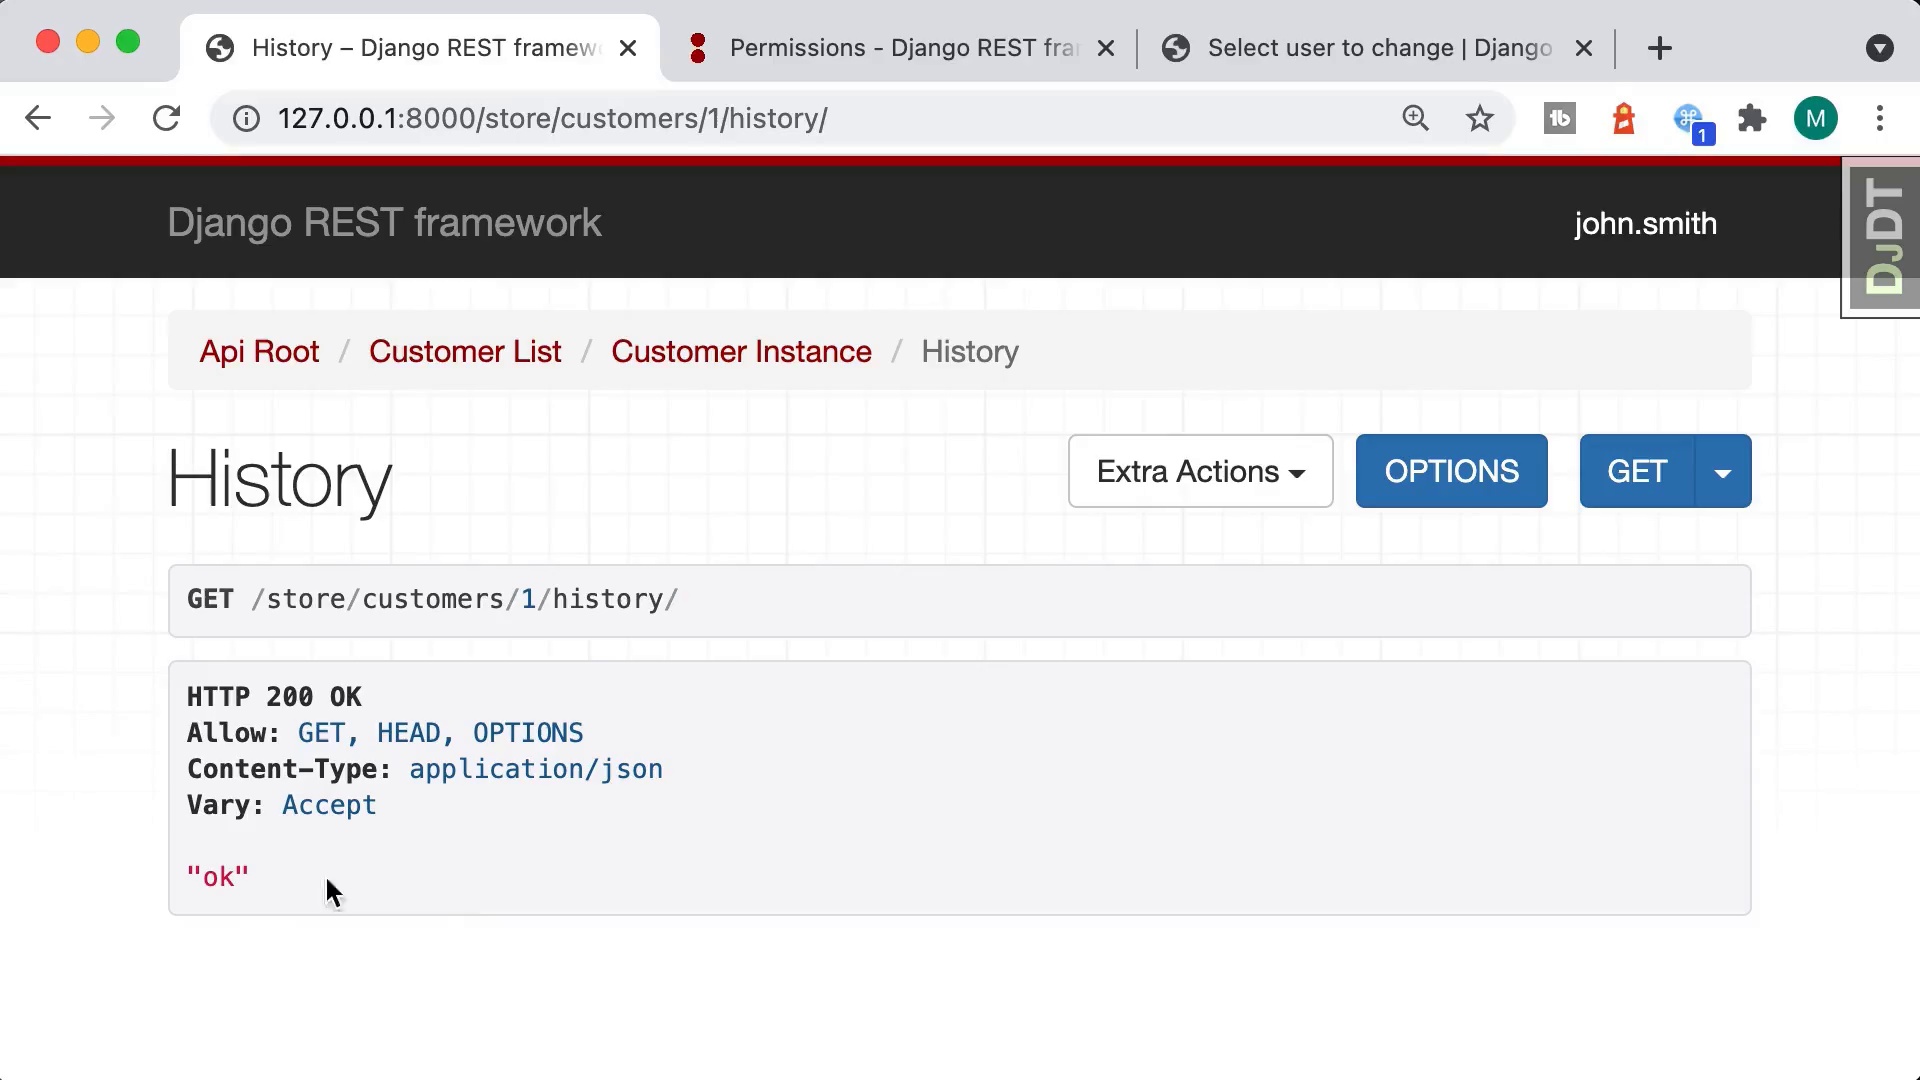 History – Django REST framew
Permissions - Django REST fra
Select user to change | Django
127.0.0.1:8000/store/customers/1/history/
1
M
Django REST framework
john.smith
DJDT
Api Root / Customer List / Customer Instance / History
History
Extra Actions
OPTIONS
GET
GET /store/customers/1/history/
HTTP 200 OK
Allow: GET, HEAD, OPTIONS
Content-Type: application/json
Vary: Accept
"ok"